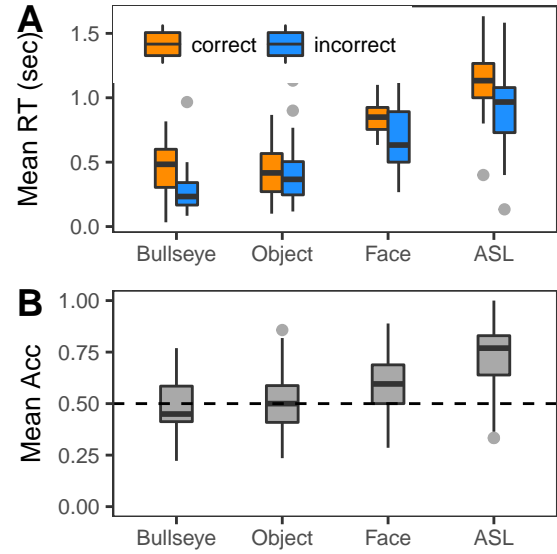 A
correct incorrect
Mean RT (sec)
1.5
1.0
0.5
0.0
Bullseye Object Face ASL
B
Mean Acc
1.00
0.75
0.50
0.25
0.00
Bullseye Object Face ASL